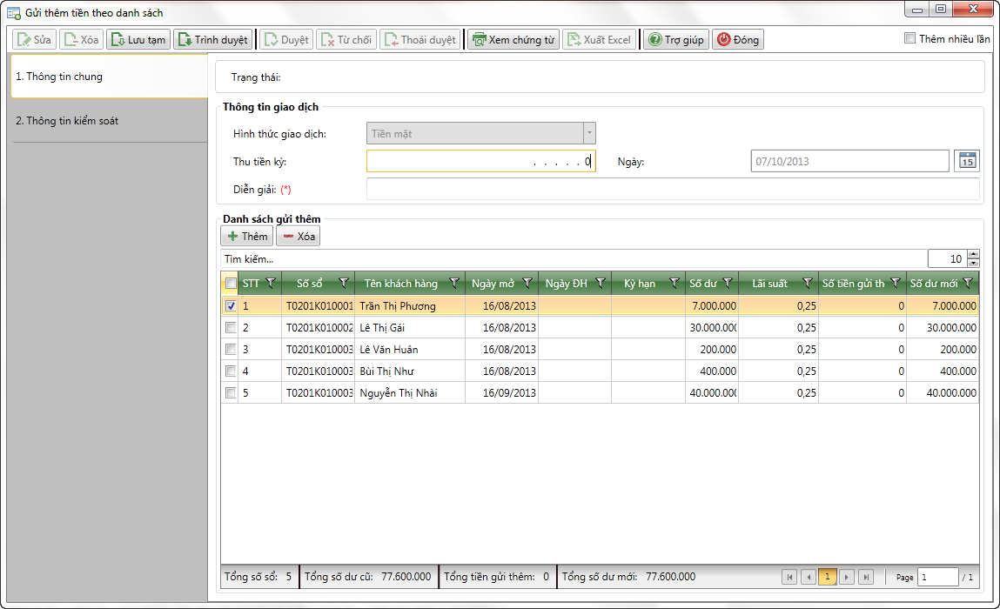 Gửi thêm tiền theo danh sách
Sửa Xóa Lưu tạm Trình duyệt Duyệt Từ chối Thoái duyệt Xem chứng từ Xuất Excel Trợ giúp Đóng Thêm nhiều lần
1. Thông tin chung
2. Thông tin kiểm soát
Trạng thái:
Thông tin giao dịch
Hình thức giao dịch: Tiền mặt
Thu tiền kỳ: . . . . . 0 Ngày: 07/10/2013 15
Diễn giải: (*)
Danh sách gửi thêm
Thêm Xóa
Tìm kiếm... 10
STT Số sổ Tên khách hàng Ngày mở Ngày ĐH Kỳ hạn Số dư Lãi suất Số tiền gửi th Số dư mới
1 T0201K010001 Trần Thị Phương 16/08/2013 7.000.000 0,25 0 7.000.000
2 T0201K010002 Lê Thị Gái 16/08/2013 30.000.000 0,25 0 30.000.000
3 T0201K010003 Lê Văn Huân 16/08/2013 200.000 0,25 0 200.000
4 T0201K010003 Bùi Thị Như 16/08/2013 400.000 0,25 0 400.000
5 T0201K010003 Nguyễn Thị Nhài 16/09/2013 40.000.000 0,25 0 40.000.000
Tổng số sổ: 5 Tổng số dư cũ: 77.600.000 Tổng tiền gửi thêm: 0 Tổng số dư mới: 77.600.000 1 Page 1 / 1